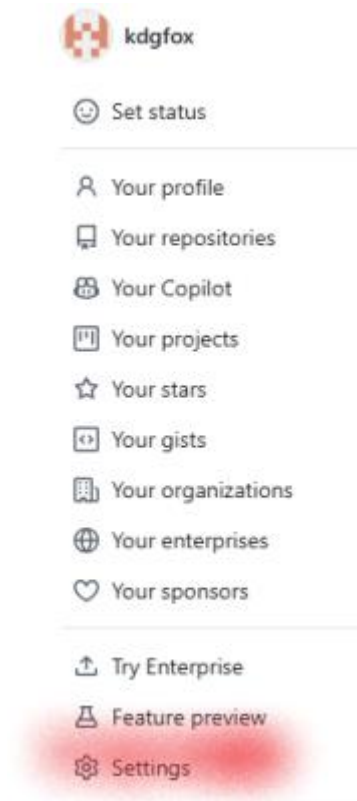 kdgfox
Set status
Your profile
Your repositories
Your Copilot
Your projects
Your stars
Your gists
Your organizations
Your enterprises
Your sponsors
Try Enterprise
Feature preview
Settings